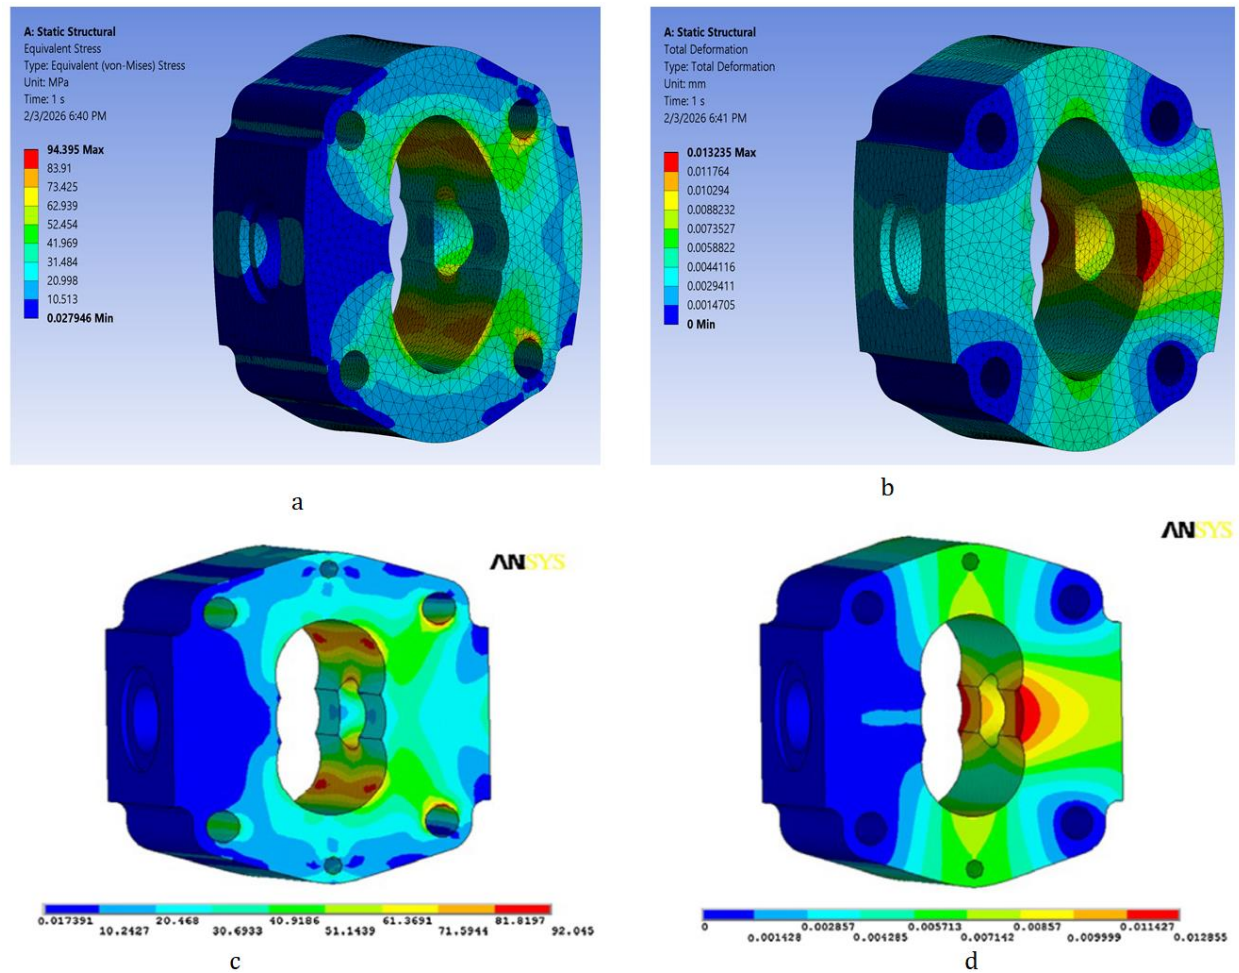 A: Static Structural
Equivalent Stress
Type: Equivalent (von-Mises) Stress
Unit: MPa
Time: 1 s
2/3/2026 6:40 PM
94.395 Max
83.91
73.425
62.939
52.454
41.969
31.484
20.998
10.513
0.027946 Min
a
A: Static Structural
Total Deformation
Type: Total Deformation
Unit: mm
Time: 1 s
2/3/2026 6:41 PM
0.013235 Max
0.011764
0.010294
0.0088232
0.0073527
0.0058822
0.0044116
0.0029411
0.0014705
0 Min
b
ANSYS
0.017391 20.468 40.9186 61.3691 81.8197
10.2427 30.6933 51.1439 71.5944 92.045
c
ANSYS
0 0.002857 0.005713 0.00857 0.011427
0.001428 0.004285 0.007142 0.009999 0.012855
d